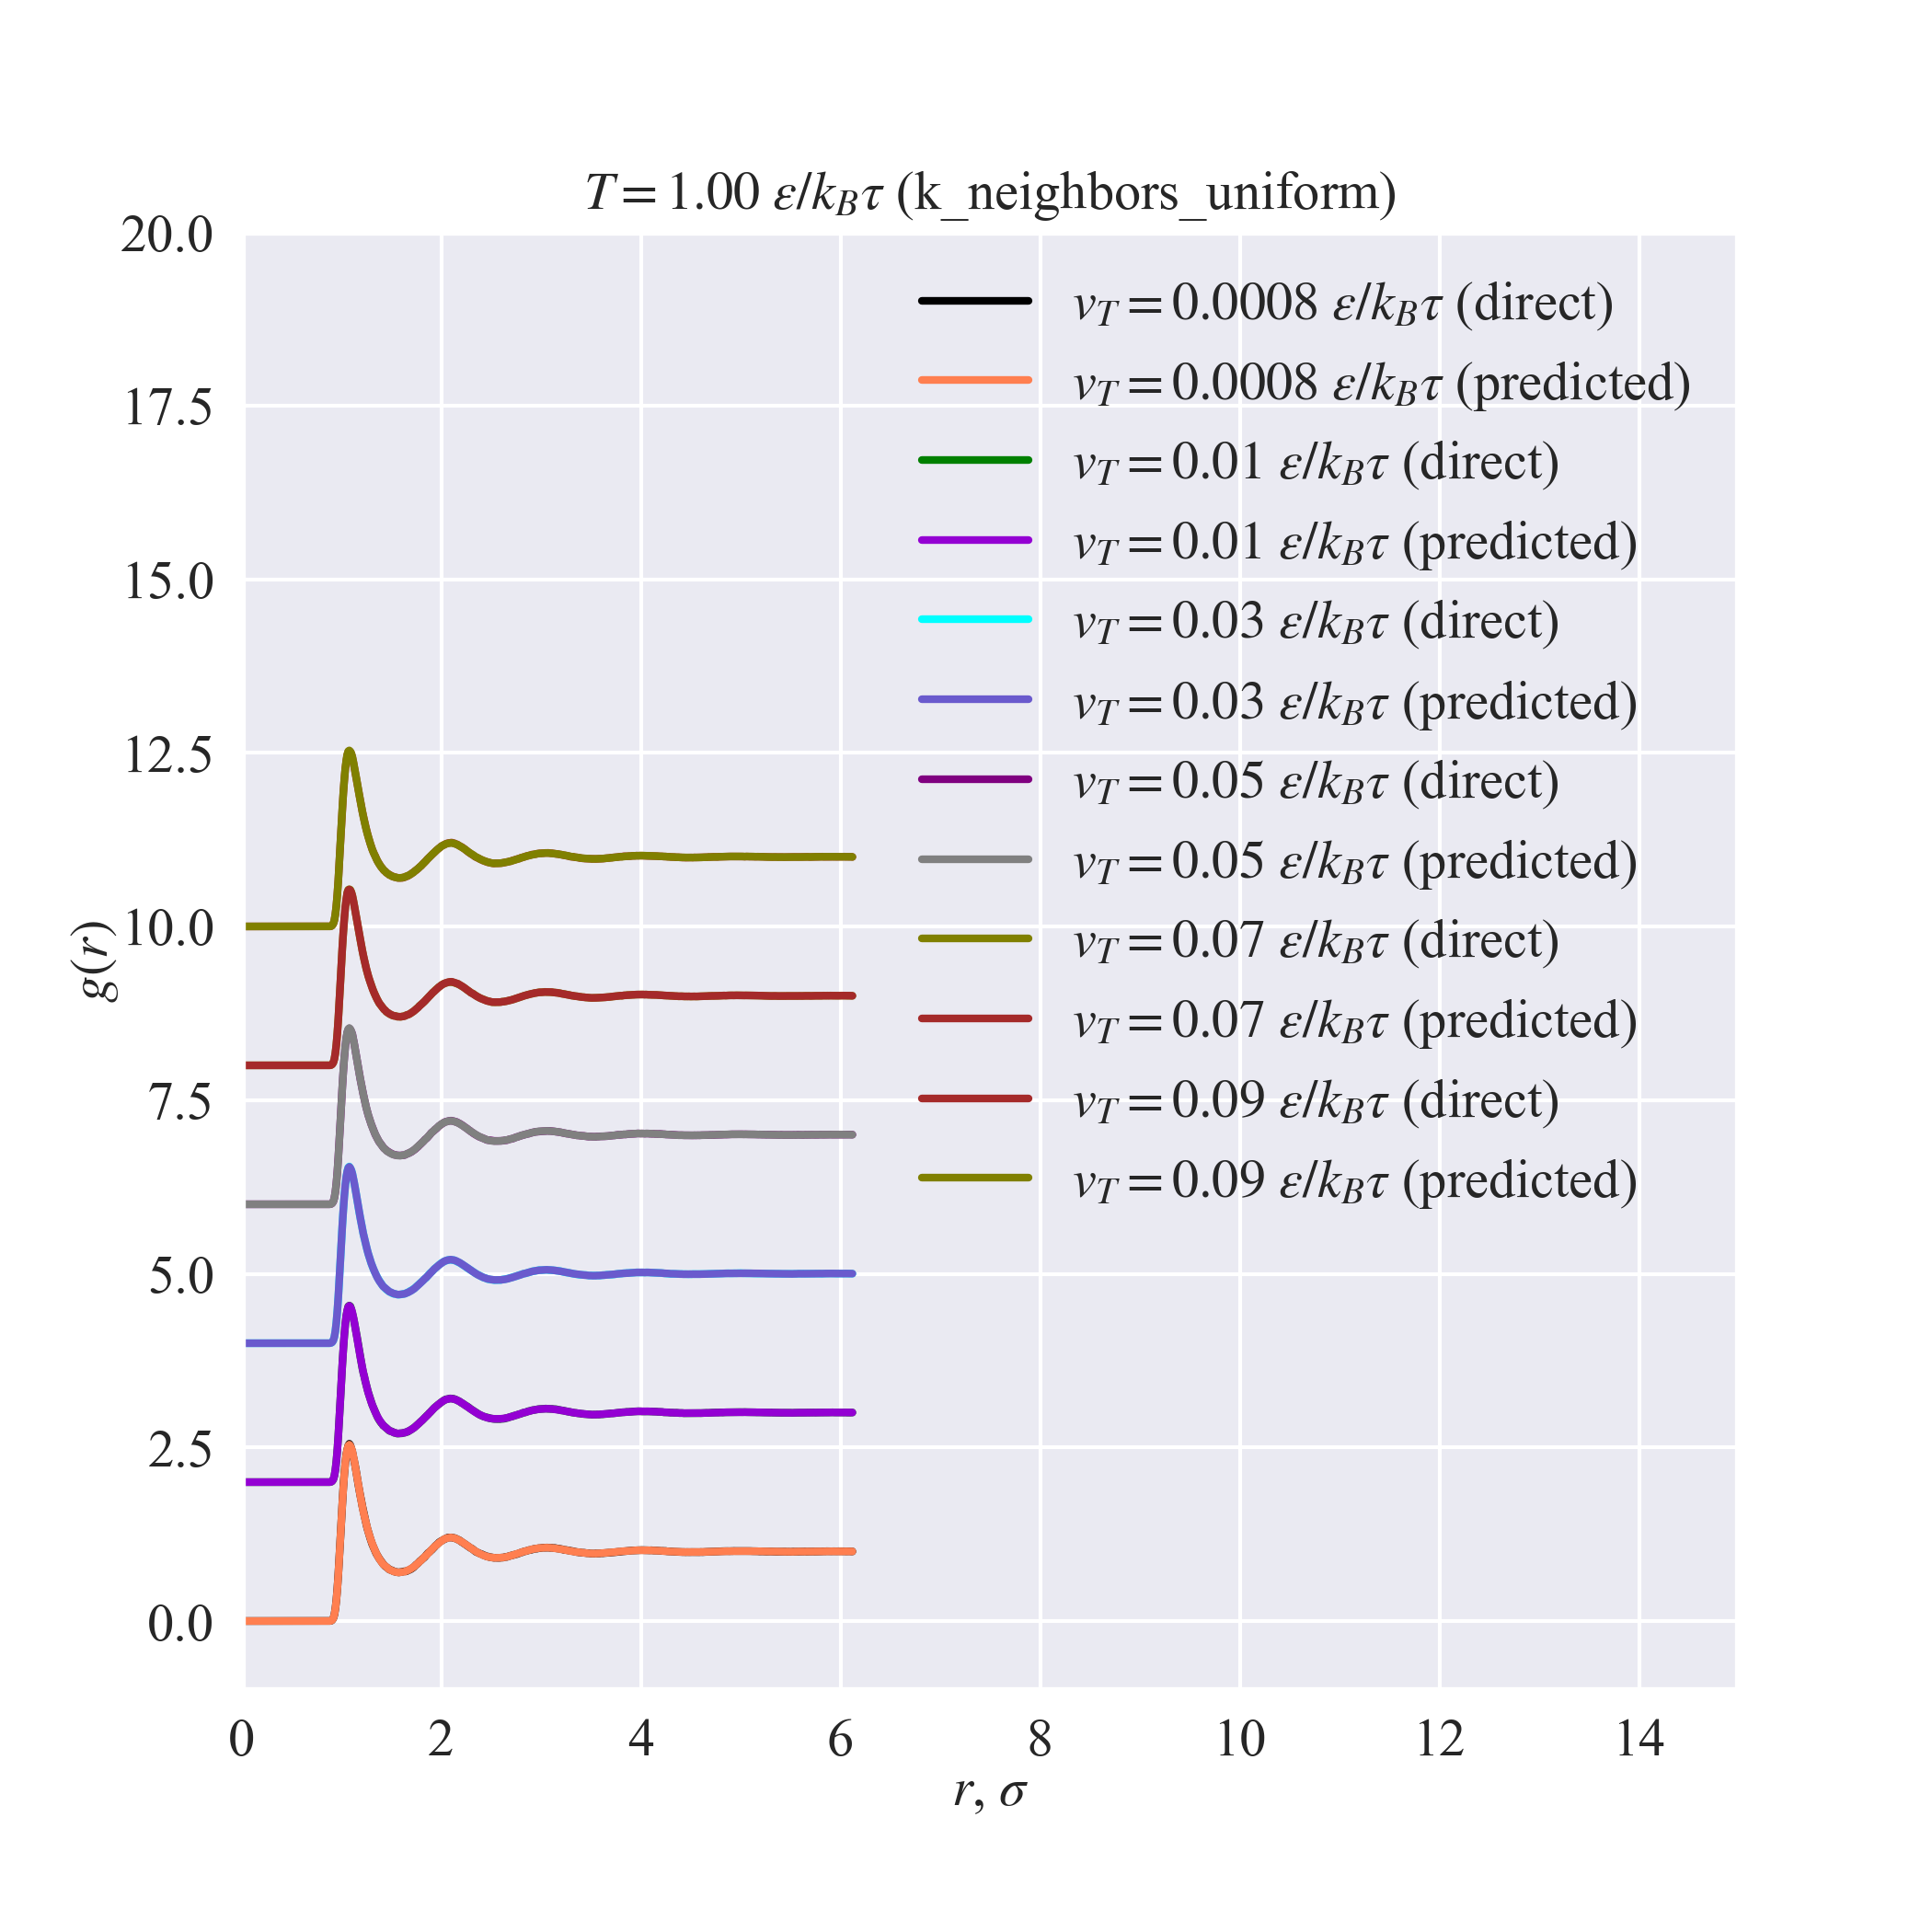 T = 1.00 ε/k_Bτ (k_neighbors_uniform)
20.0
17.5
15.0
12.5
10.0
7.5
5.0
2.5
0.0
g(r)
v_T = 0.0008 ε/k_Bτ (direct)
v_T = 0.0008 ε/k_Bτ (predicted)
v_T = 0.01 ε/k_Bτ (direct)
v_T = 0.01 ε/k_Bτ (predicted)
v_T = 0.03 ε/k_Bτ (direct)
v_T = 0.03 ε/k_Bτ (predicted)
v_T = 0.05 ε/k_Bτ (direct)
v_T = 0.05 ε/k_Bτ (predicted)
v_T = 0.07 ε/k_Bτ (direct)
v_T = 0.07 ε/k_Bτ (predicted)
v_T = 0.09 ε/k_Bτ (direct)
v_T = 0.09 ε/k_Bτ (predicted)
0 2 4 6 8 10 12 14
r, σ